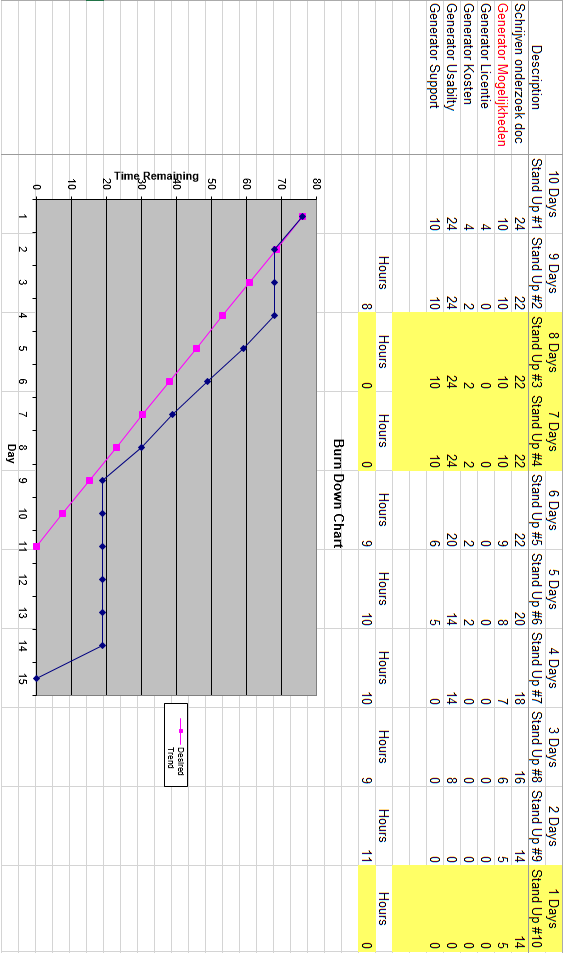 10 Days 9 Days 8 Days 7 Days 6 Days 5 Days 4 Days 3 Days 2 Days 1 Days
Description Stand Up #1 Stand Up #2 Stand Up #3 Stand Up #4 Stand Up #5 Stand Up #6 Stand Up #7 Stand Up #8 Stand Up #9 Stand Up #10
Schrijven onderzoek doc 24 22 22 22 22 20 18 16 14 14
Generator Mogelijkheden 10 10 10 10 9 8 7 6 5 5
Generator Licentie 4 0 0 0 0 0 0 0 0 0
Generator Kosten 4 2 2 2 2 2 0 0 0 0
Generator Usabilty 24 24 24 24 20 14 14 8 0 0
Generator Support 10 10 10 10 6 5 0 0 0 0
Hours Hours Hours Hours Hours Hours Hours Hours Hours
8 0 0 9 10 10 9 11 0
Burn Down Chart
80
70
60
50
40
30
20
10
0
Time Remaining
1 2 3 4 5 6 7 8 9 10 11 12 13 14 15
Day
Desired
Trend